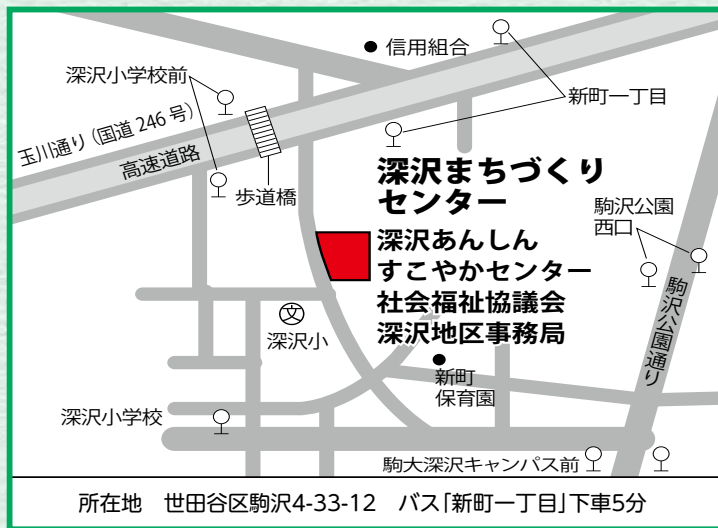 信用組合
深沢小学校前
新町一丁目
玉川通り（国道246号）
高速道路
歩道橋
深沢まちづくり
センター
深沢あんしん
すこやかセンター
社会福祉協議会
深沢地区事務局
駒沢公園
西口
駒沢公園通り
文
深沢小
新町
保育園
深沢小学校
駒大深沢キャンパス前
所在地　世田谷区駒沢4-33-12　バス「新町一丁目」下車5分